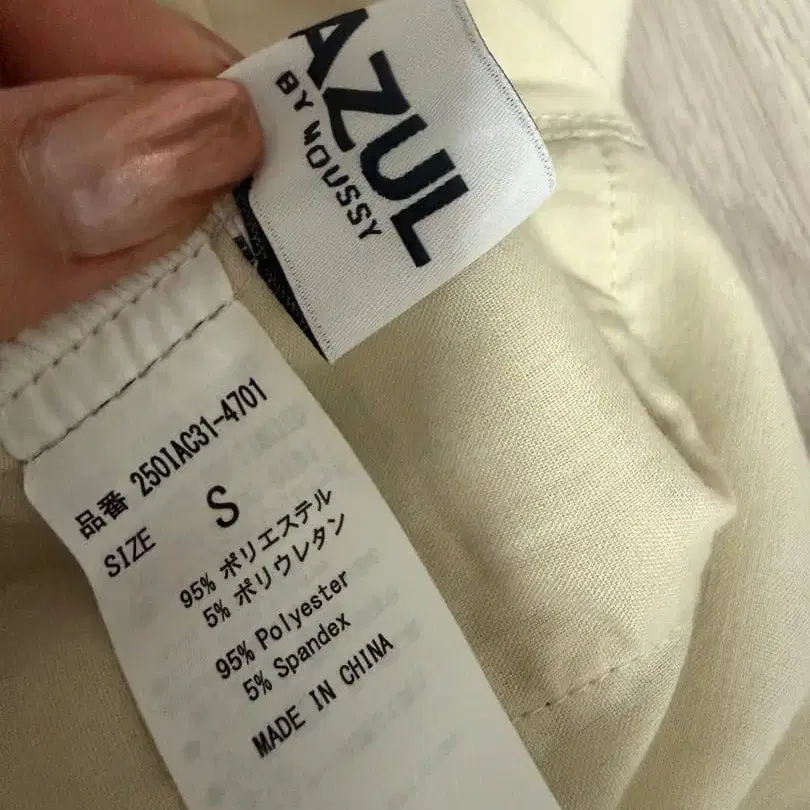 AZUL
BY MOUSSY
品番 250IAC31-4701
SIZE S
95% ポリエステル
5% ポリウレタン
95% Polyester
5% Spandex
MADE IN CHINA